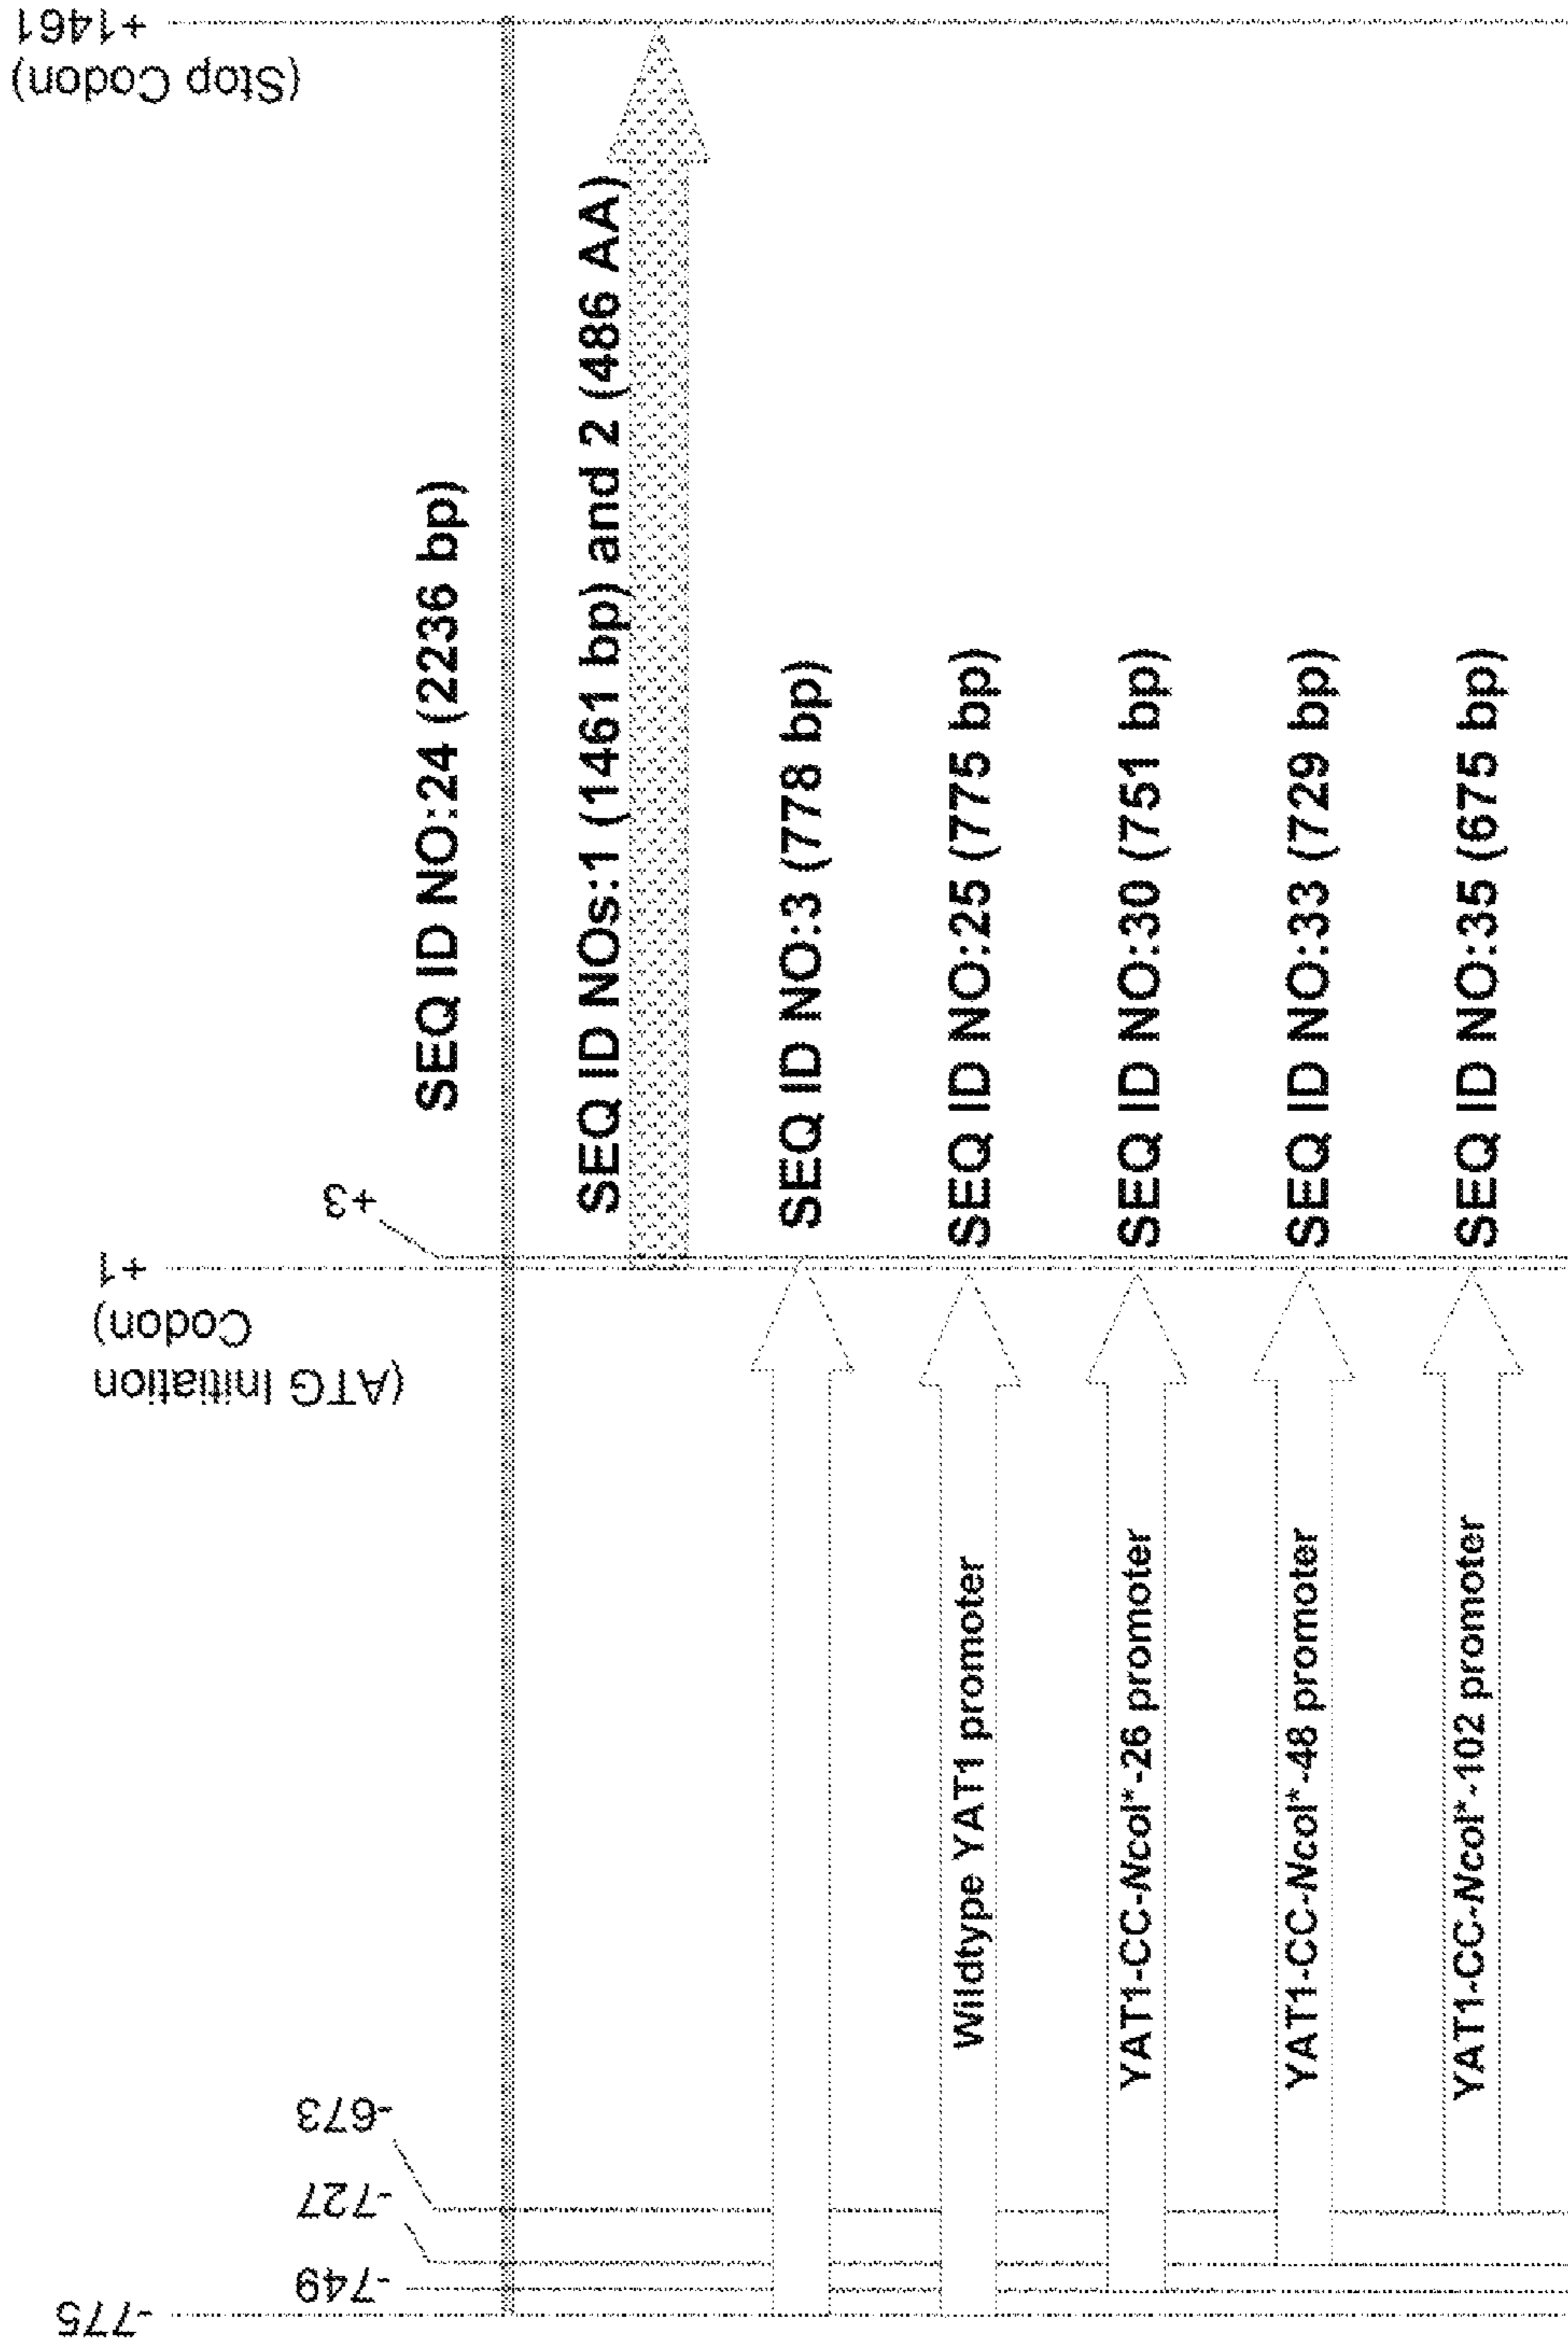 -775
-749
-727
-673
(ATG Initiation
Codon)
+1
+3
(Stop Codon)
+1461
SEQ ID NO:24 (2236 bp)
SEQ ID NOs:1 (1461 bp) and 2 (486 AA)
SEQ ID NO:3 (778 bp)
Wildtype YAT1 promoter
SEQ ID NO:25 (775 bp)
YAT1-CC-NcoI*-26 promoter
SEQ ID NO:30 (751 bp)
YAT1-CC-NcoI*-48 promoter
SEQ ID NO:33 (729 bp)
YAT1-CC-NcoI*-102 promoter
SEQ ID NO:35 (675 bp)